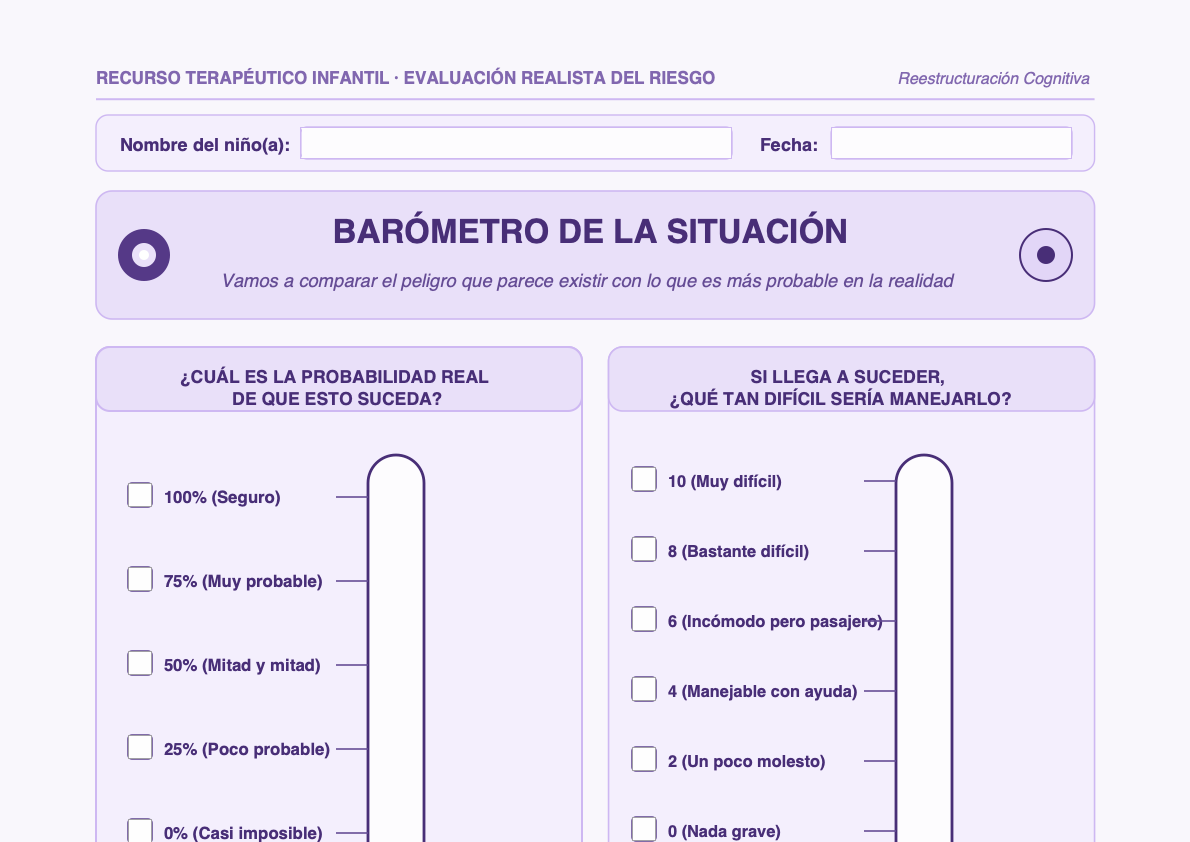 RECURSO TERAPÉUTICO INFANTIL · EVALUACIÓN REALISTA DEL RIESGO
Reestructuración Cognitiva
Nombre del niño(a):
Fecha:
BARÓMETRO DE LA SITUACIÓN
Vamos a comparar el peligro que parece existir con lo que es más probable en la realidad
¿CUÁL ES LA PROBABILIDAD REAL
DE QUE ESTO SUCEDA?
100% (Seguro)
75% (Muy probable)
50% (Mitad y mitad)
25% (Poco probable)
0% (Casi imposible)
SI LLEGA A SUCEDER,
¿QUÉ TAN DIFÍCIL SERÍA MANEJARLO?
10 (Muy difícil)
8 (Bastante difícil)
6 (Incómodo pero pasajero)
4 (Manejable con ayuda)
2 (Un poco molesto)
0 (Nada grave)